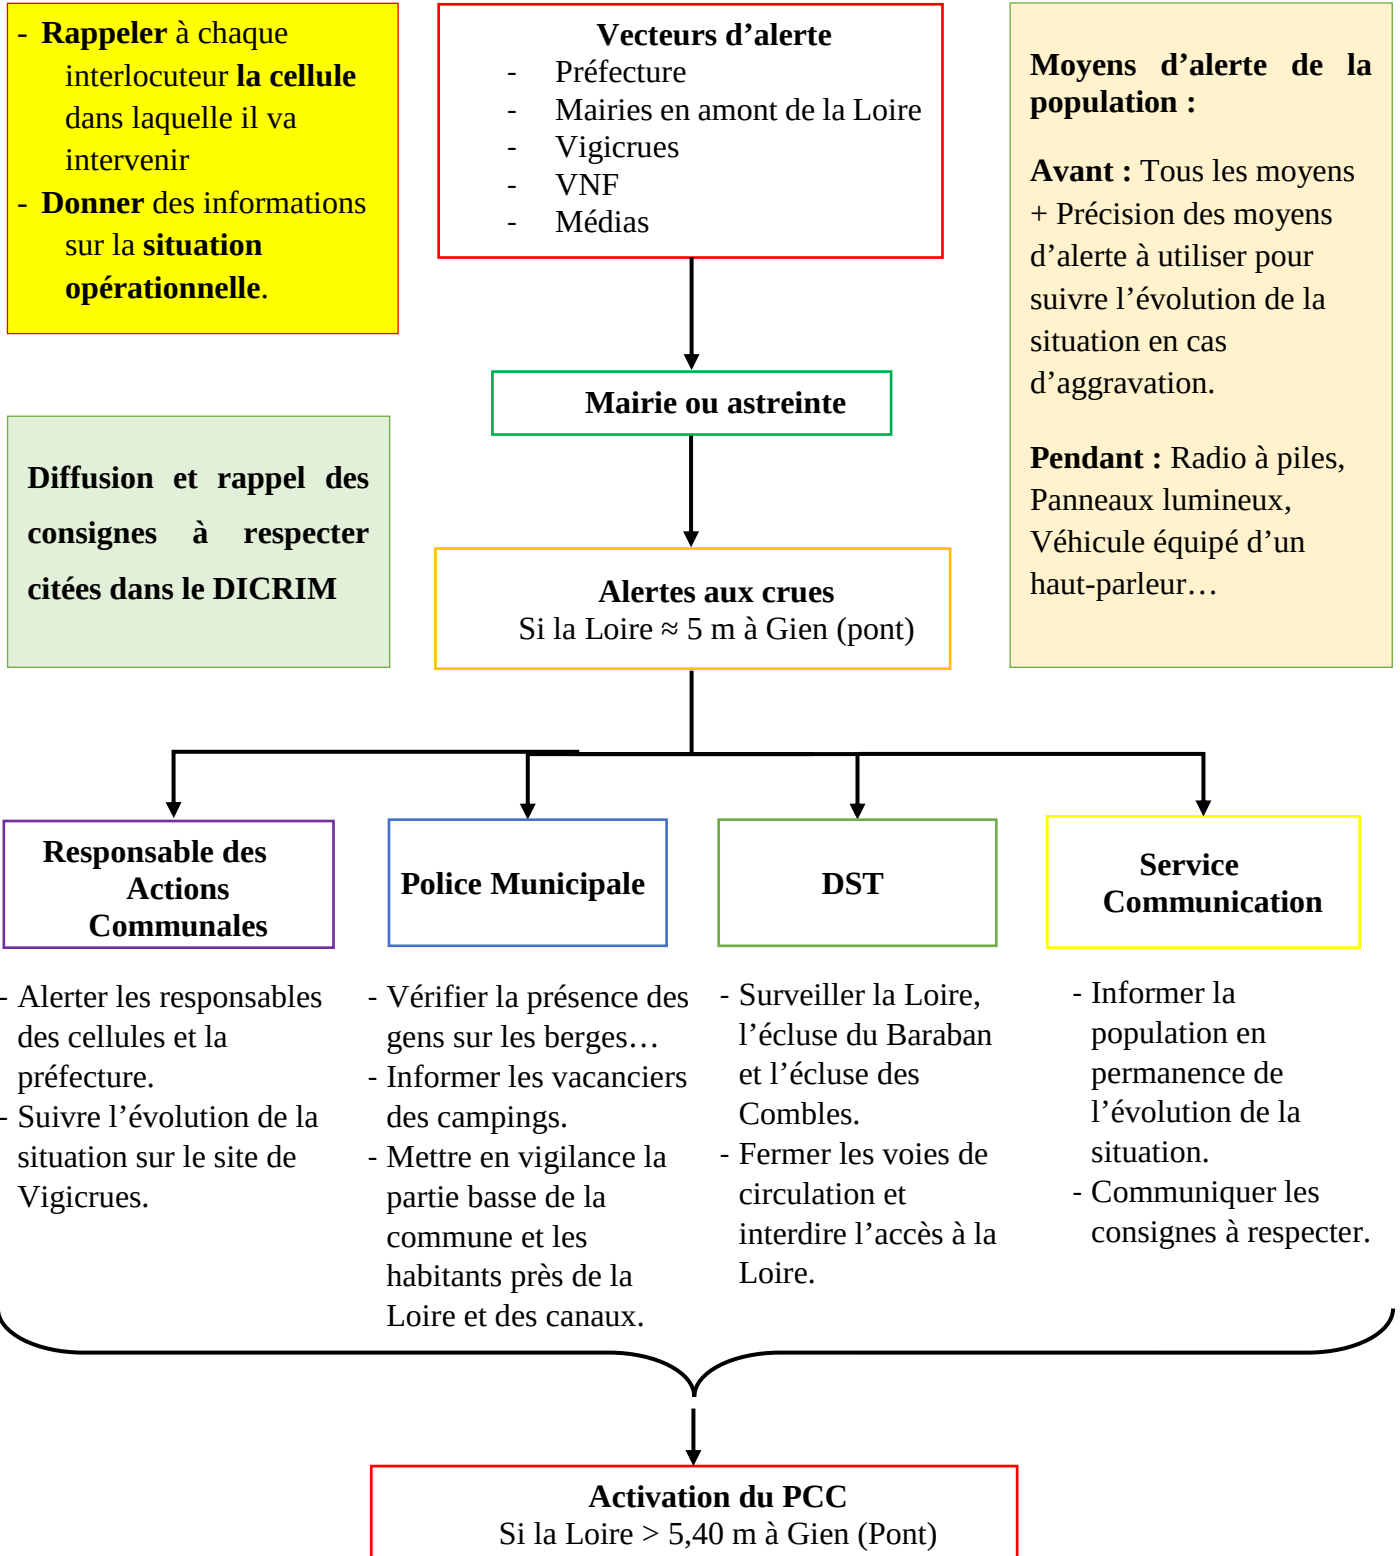 - Rappeler à chaque
interlocuteur la cellule
dans laquelle il va
intervenir
- Donner des informations
sur la situation
opérationnelle.
Vecteurs d’alerte
- Préfecture
- Mairies en amont de la Loire
- Vigicrues
- VNF
- Médias
Moyens d’alerte de la
population :
Avant : Tous les moyens
+ Précision des moyens
d’alerte à utiliser pour
suivre l’évolution de la
situation en cas
d’aggravation.
Pendant : Radio à piles,
Panneaux lumineux,
Véhicule équipé d’un
haut-parleur…
Mairie ou astreinte
Diffusion et rappel des
consignes à respecter
citées dans le DICRIM
Alertes aux crues
Si la Loire ≈ 5 m à Gien (pont)
Responsable des
Actions
Communales
Police Municipale
DST
Service
Communication
- Alerter les responsables
des cellules et la
préfecture.
- Suivre l’évolution de la
situation sur le site de
Vigicrues.
- Vérifier la présence des
gens sur les berges…
- Informer les vacanciers
des campings.
- Mettre en vigilance la
partie basse de la
commune et les
habitants près de la
Loire et des canaux.
- Surveiller la Loire,
l’écluse du Baraban
et l’écluse des
Combles.
- Fermer les voies de
circulation et
interdire l’accès à la
Loire.
- Informer la
population en
permanence de
l’évolution de la
situation.
- Communiquer les
consignes à respecter.
Activation du PCC
Si la Loire > 5,40 m à Gien (Pont)